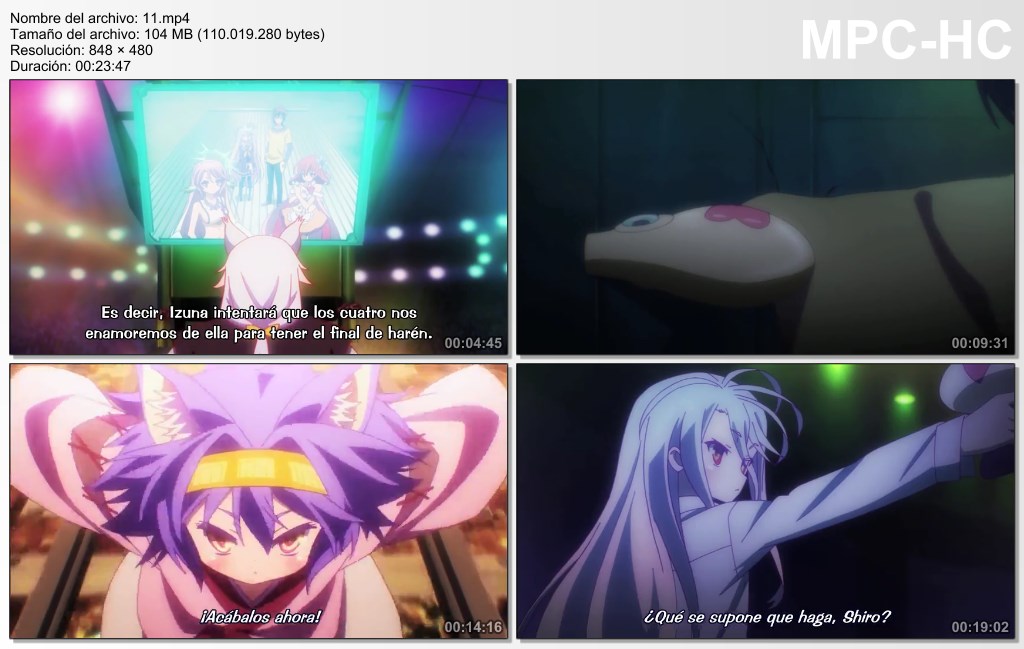 Nombre del archivo: 11.mp4
Tamaño del archivo: 104 MB (110.019.280 bytes)
Resolución: 848 × 480
Duración: 00:23:47
MPC-HC
Es decir, Izuna intentará que los cuatro nos
enamoremos de ella para tener el final de harén.
00:04:45
00:09:31
¡Acábalos ahora!
00:14:16
¿Qué se supone que haga, Shiro?
00:19:02